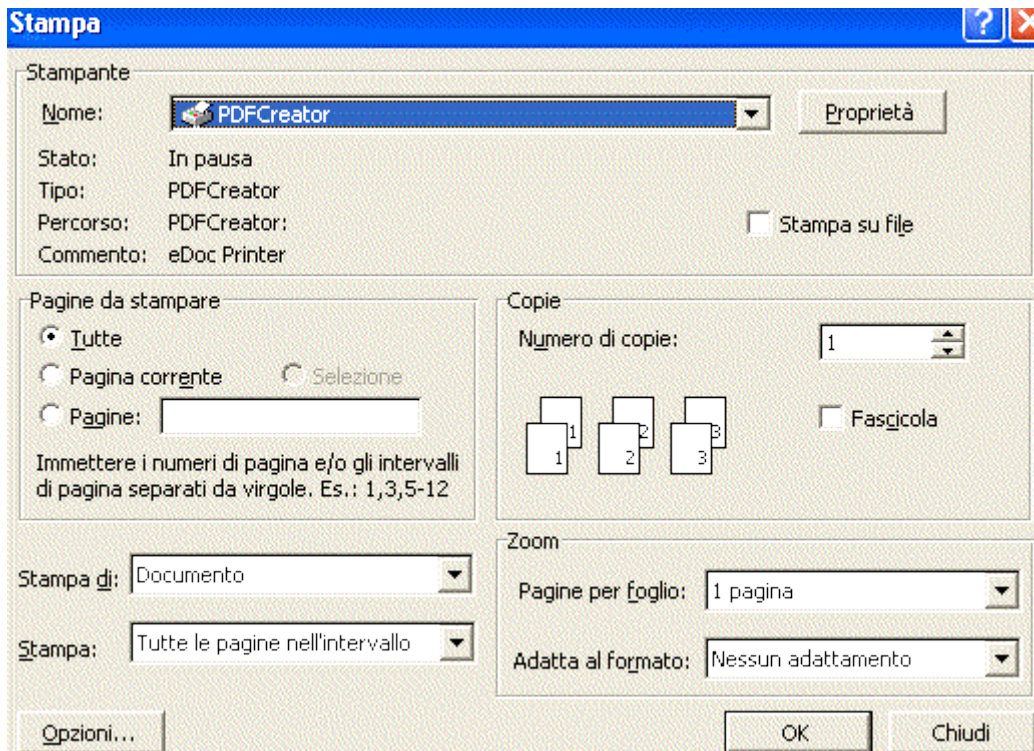 Stampa
Stampante
Nome: PDFCreator Proprietà
Stato: In pausa
Tipo: PDFCreator
Percorso: PDFCreator: Stampa su file
Commento: eDoc Printer
Pagine da stampare
Tutte
Pagina corrente Selezione
Pagine:
Immettere i numeri di pagina e/o gli intervalli
di pagina separati da virgole. Es.: 1,3,5-12
Copie
Numero di copie: 1
1 2 3
1 2 3
Fascicola
Stampa di: Documento
Stampa: Tutte le pagine nell'intervallo
Zoom
Pagine per foglio: 1 pagina
Adatta al formato: Nessun adattamento
Opzioni... OK Chiudi